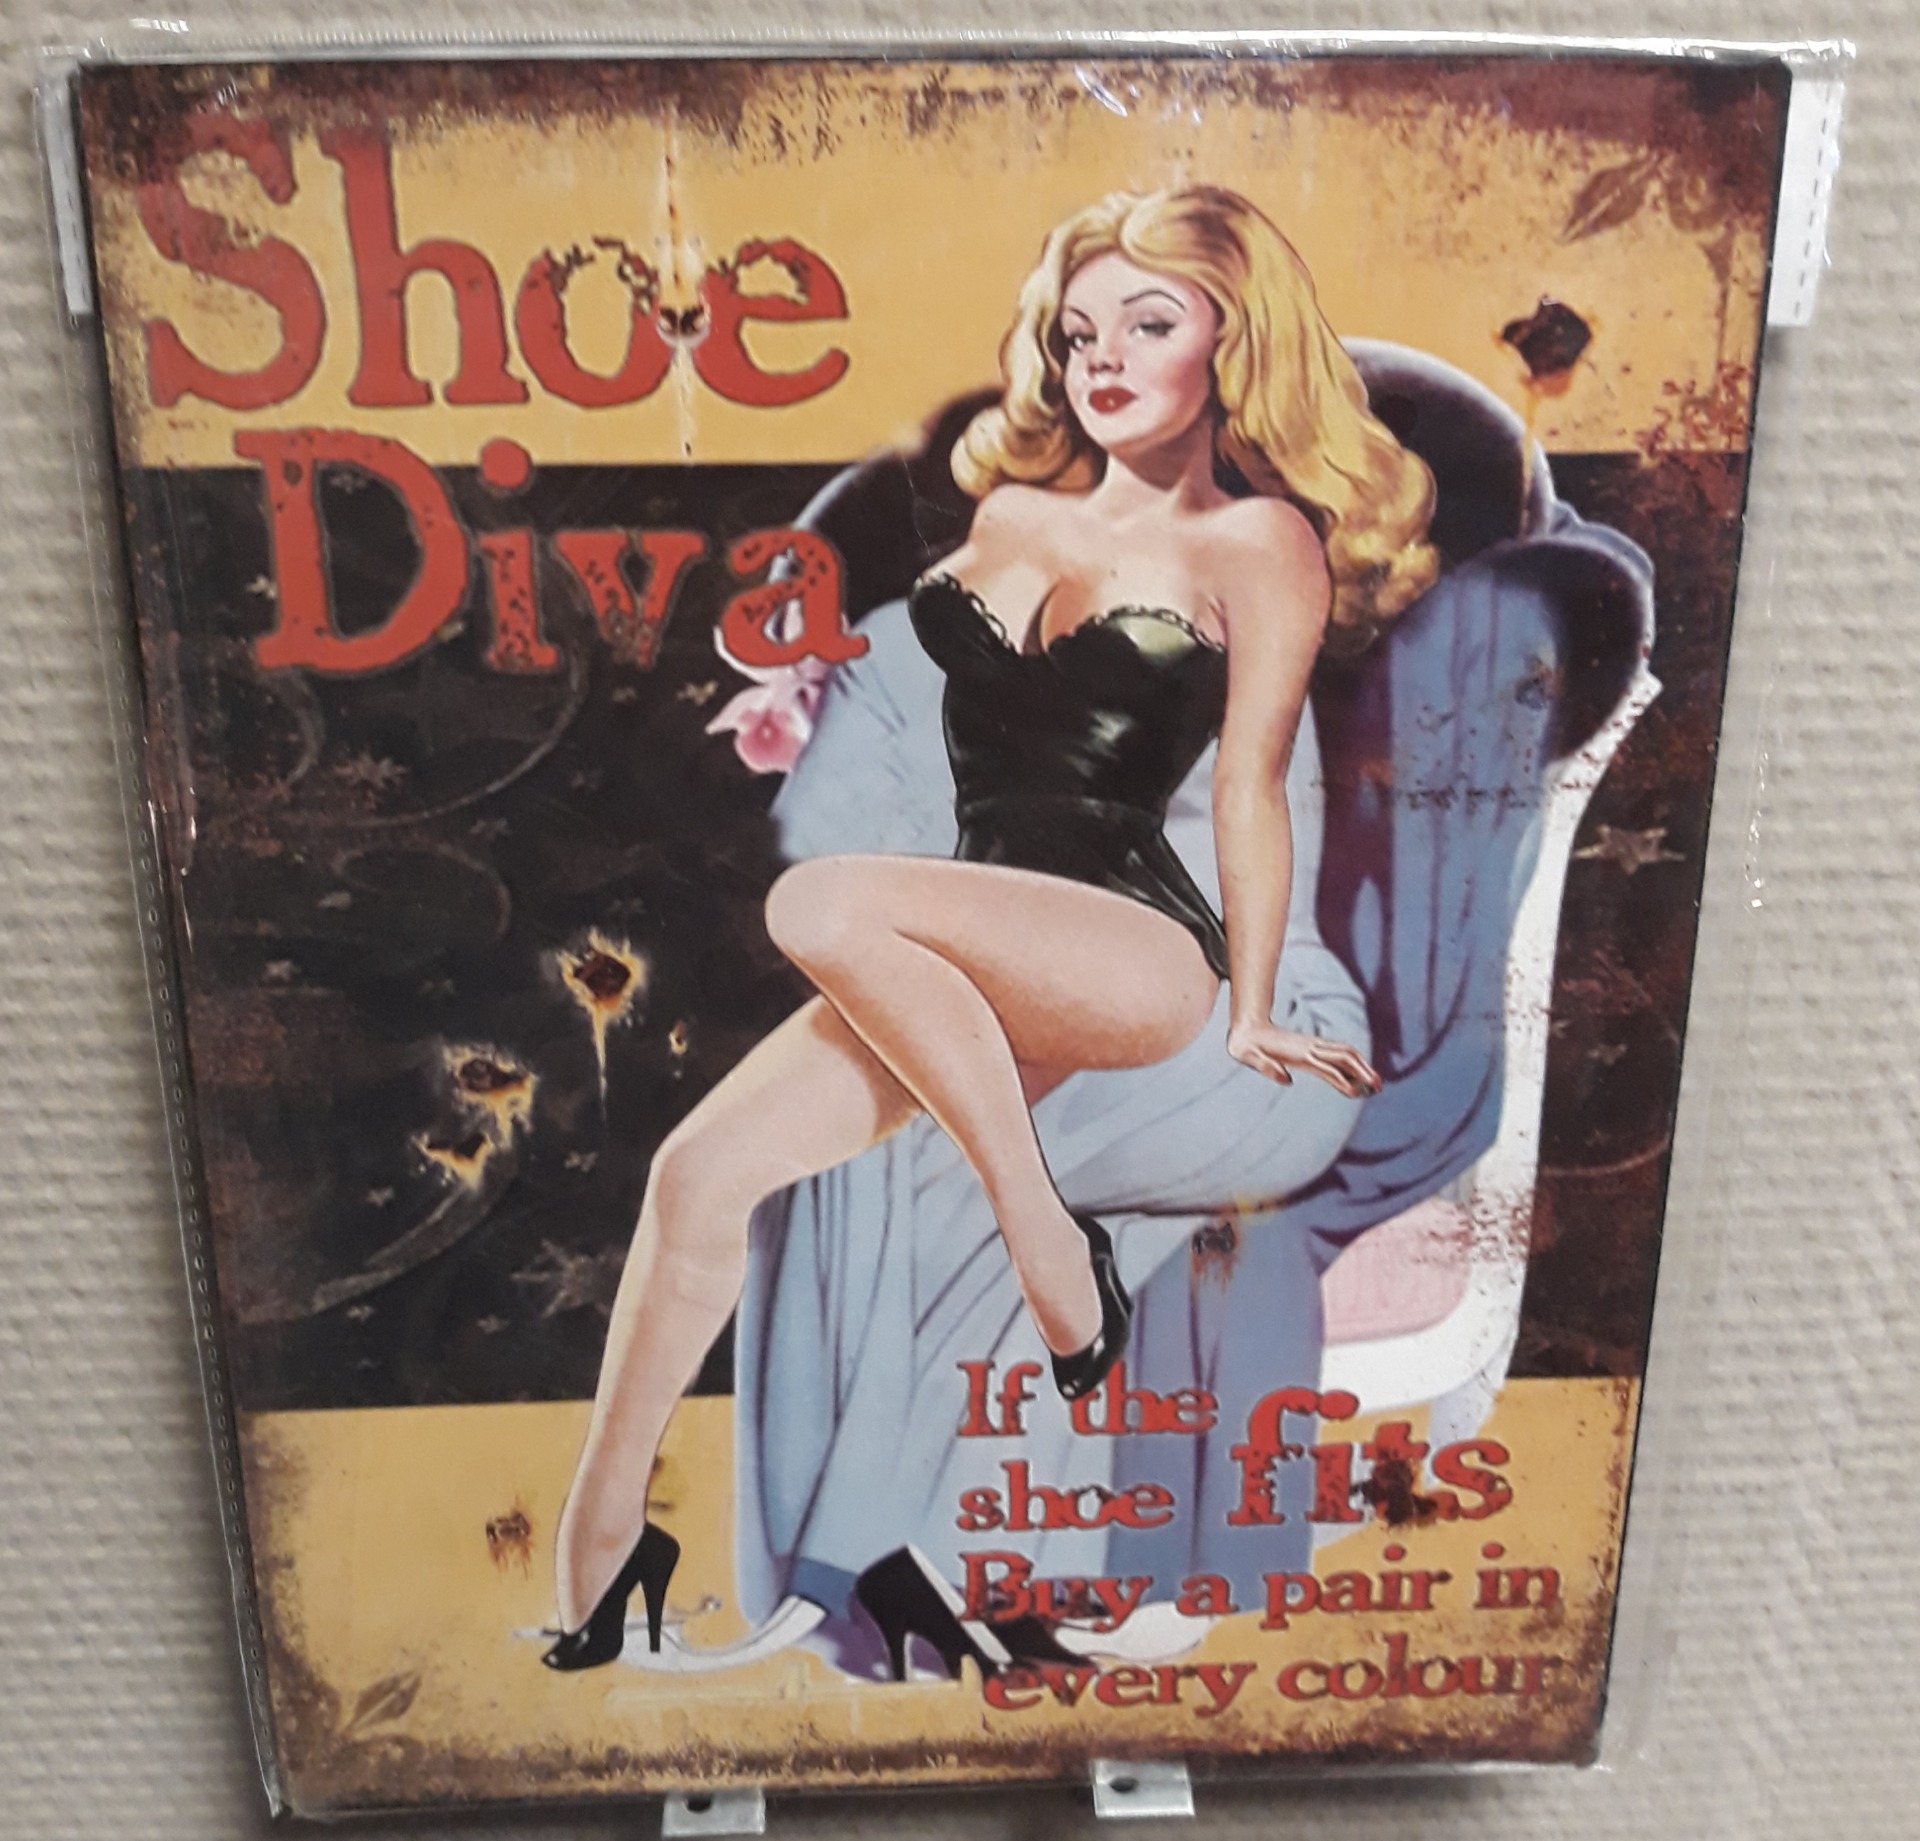 Shoe
Diva
If the
shoe fits
Buy a pair in
every colour